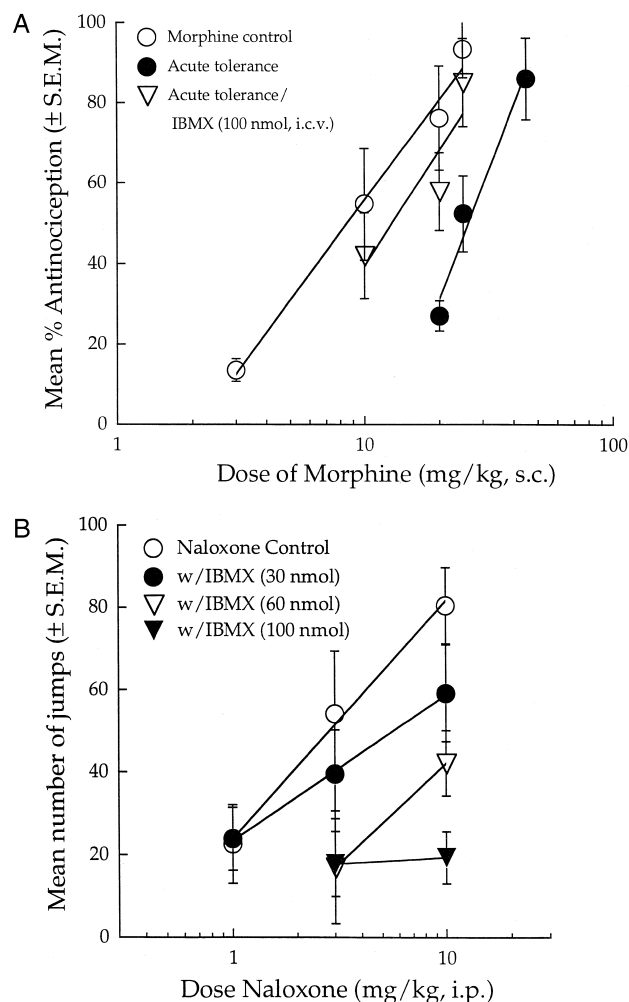 A
100
80
60
40
20
0
Mean % Antinociception (± S.E.M.)
Morphine control
Acute tolerance
Acute tolerance/
IBMX (100 nmol, i.c.v.)
1
10
100
Dose of Morphine (mg/kg, s.c.)
B
100
80
60
40
20
0
Mean number of jumps (± S.E.M.)
Naloxone Control
w/IBMX (30 nmol)
w/IBMX (60 nmol)
w/IBMX (100 nmol)
1
10
Dose Naloxone (mg/kg, i.p.)